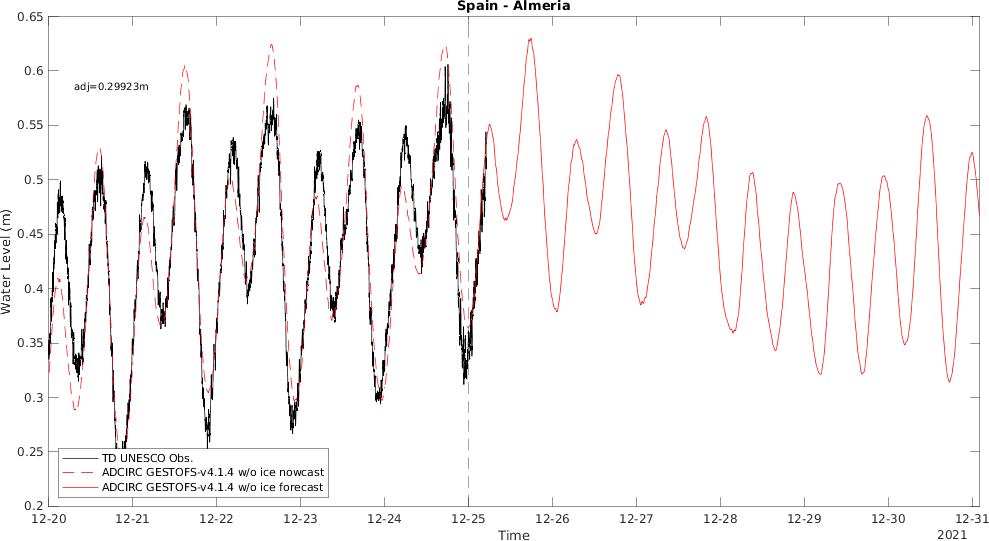 Spain - Almeria
0.65
0.6
0.55
0.5
0.45
0.4
0.35
0.3
0.25
0.2
Water Level (m)
adj=0.29923m
TD UNESCO Obs.
ADCIRC GESTOFS-v4.1.4 w/o ice nowcast
ADCIRC GESTOFS-v4.1.4 w/o ice forecast
12-20 12-21 12-22 12-23 12-24 12-25 12-26 12-27 12-28 12-29 12-30 12-31
Time
2021